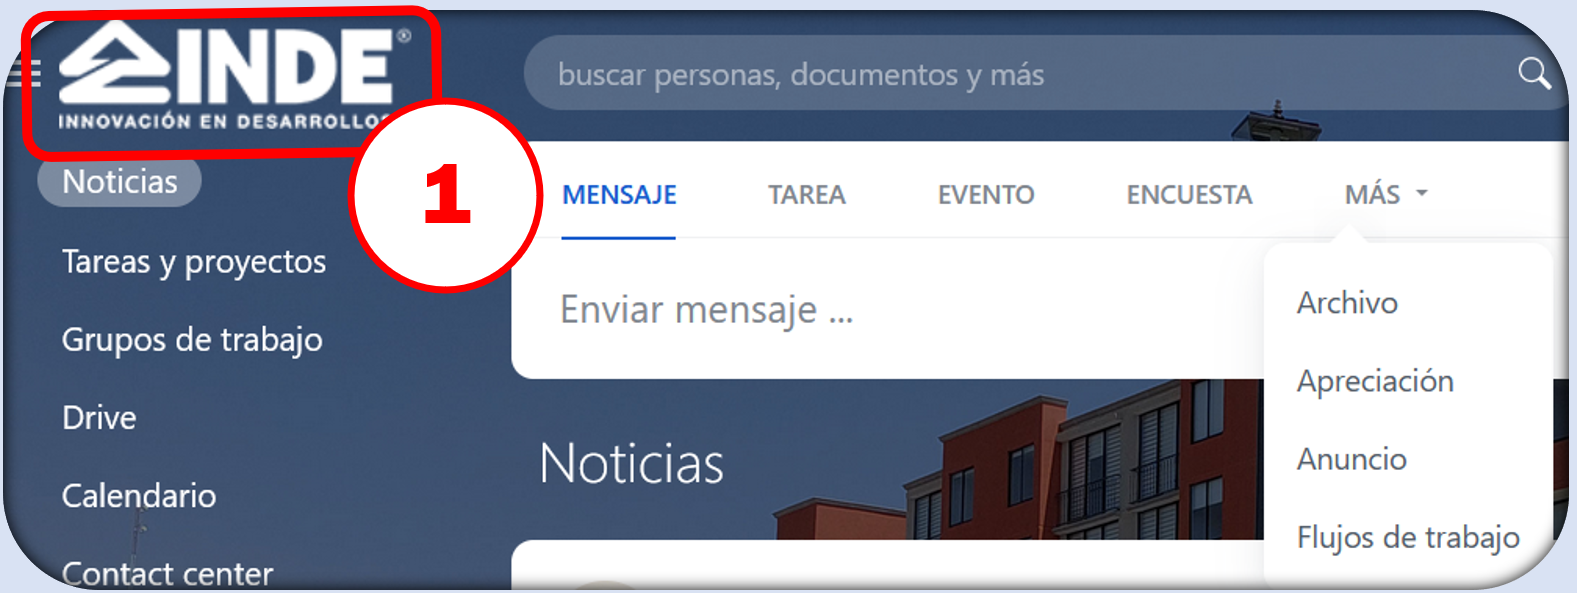 INDE®
INNOVACIÓN EN DESARROLLOS
buscar personas, documentos y más
1
Noticias
Tareas y proyectos
Grupos de trabajo
Drive
Calendario
Contact center
MENSAJE TAREA EVENTO ENCUESTA MÁS
Enviar mensaje ...
Archivo
Apreciación
Anuncio
Flujos de trabajo
Noticias